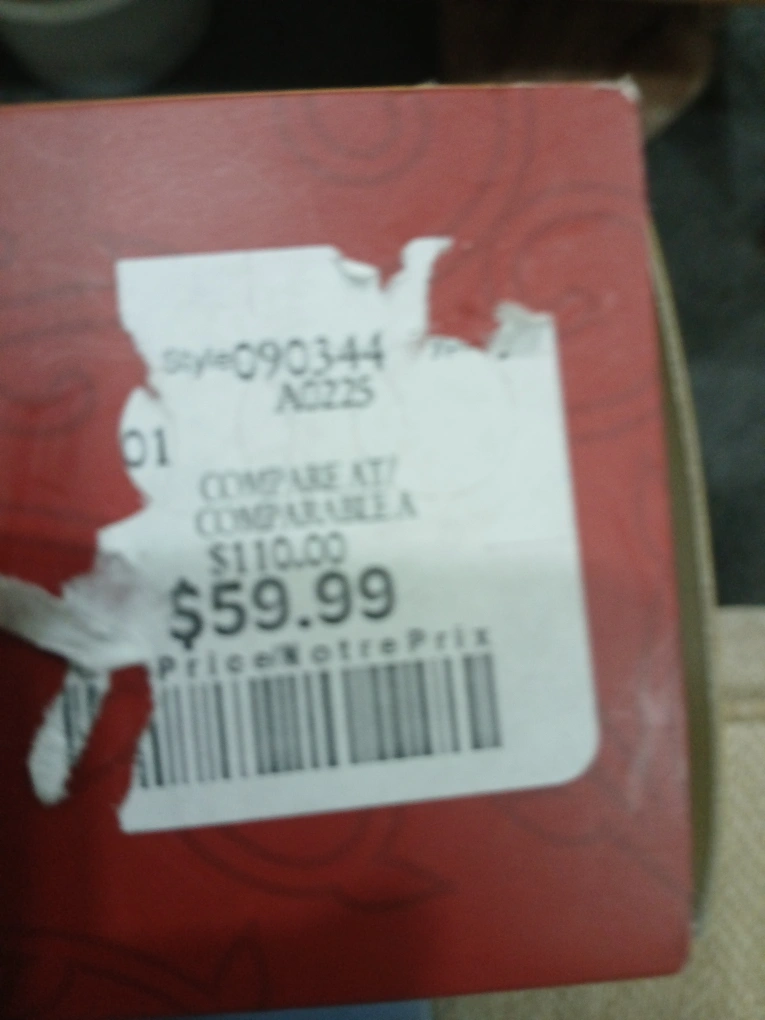 Style 090344
A0225
01
COMPARE AT/
COMPARABLE A
$110.00
$59.99
Price/Notre Prix